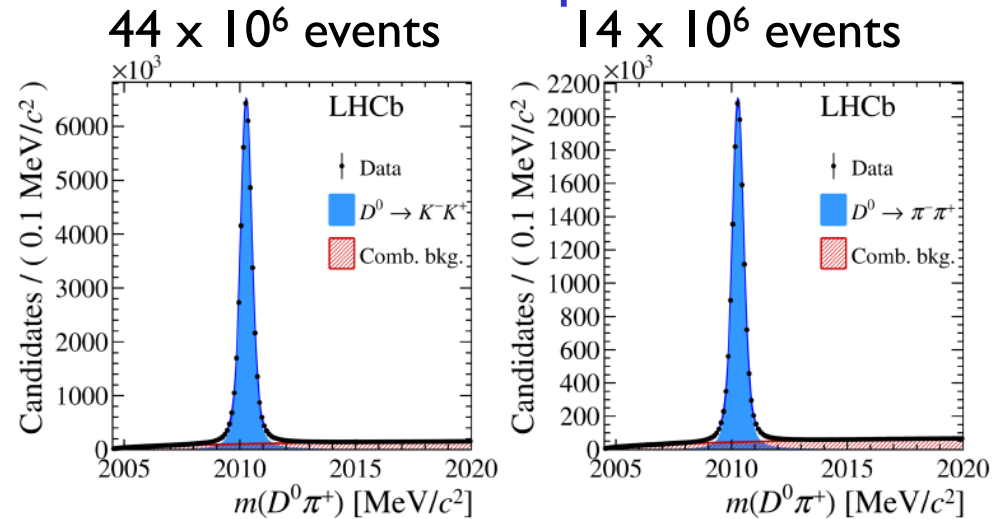 44 x 10⁶ events
×10³
Candidates / ( 0.1 MeV/c² )
6000
5000
4000
3000
2000
1000
0
2005 2010 2015 2020
m(D⁰π⁺) [MeV/c²]
LHCb
Data
D⁰ → K⁻K⁺
Comb. bkg.
14 x 10⁶ events
×10³
Candidates / ( 0.1 MeV/c² )
2200
2000
1800
1600
1400
1200
1000
800
600
400
200
0
2005 2010 2015 2020
m(D⁰π⁺) [MeV/c²]
LHCb
Data
D⁰ → π⁻π⁺
Comb. bkg.